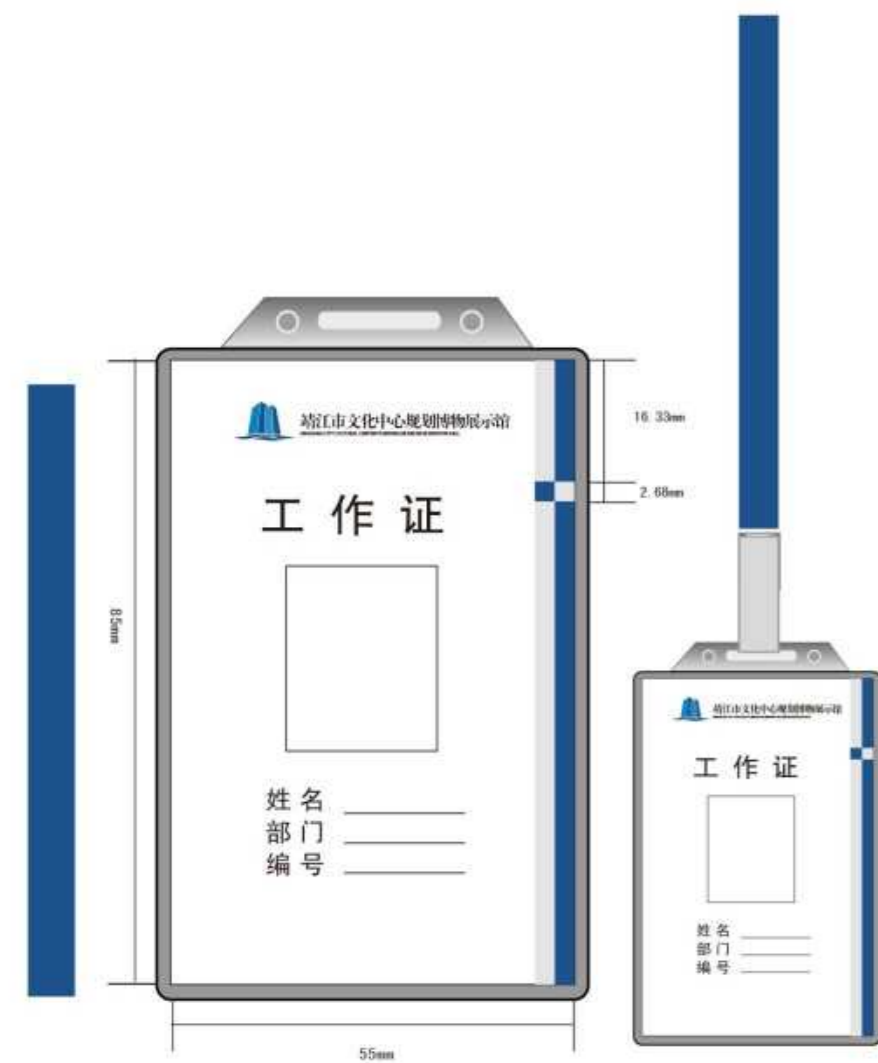 靖江市文化中心规划博物展示馆
工作证
姓名
部门
编号
85mm
55mm
16.33mm
2.68mm
靖江市文化中心规划博物展示馆
工作证
姓名
部门
编号